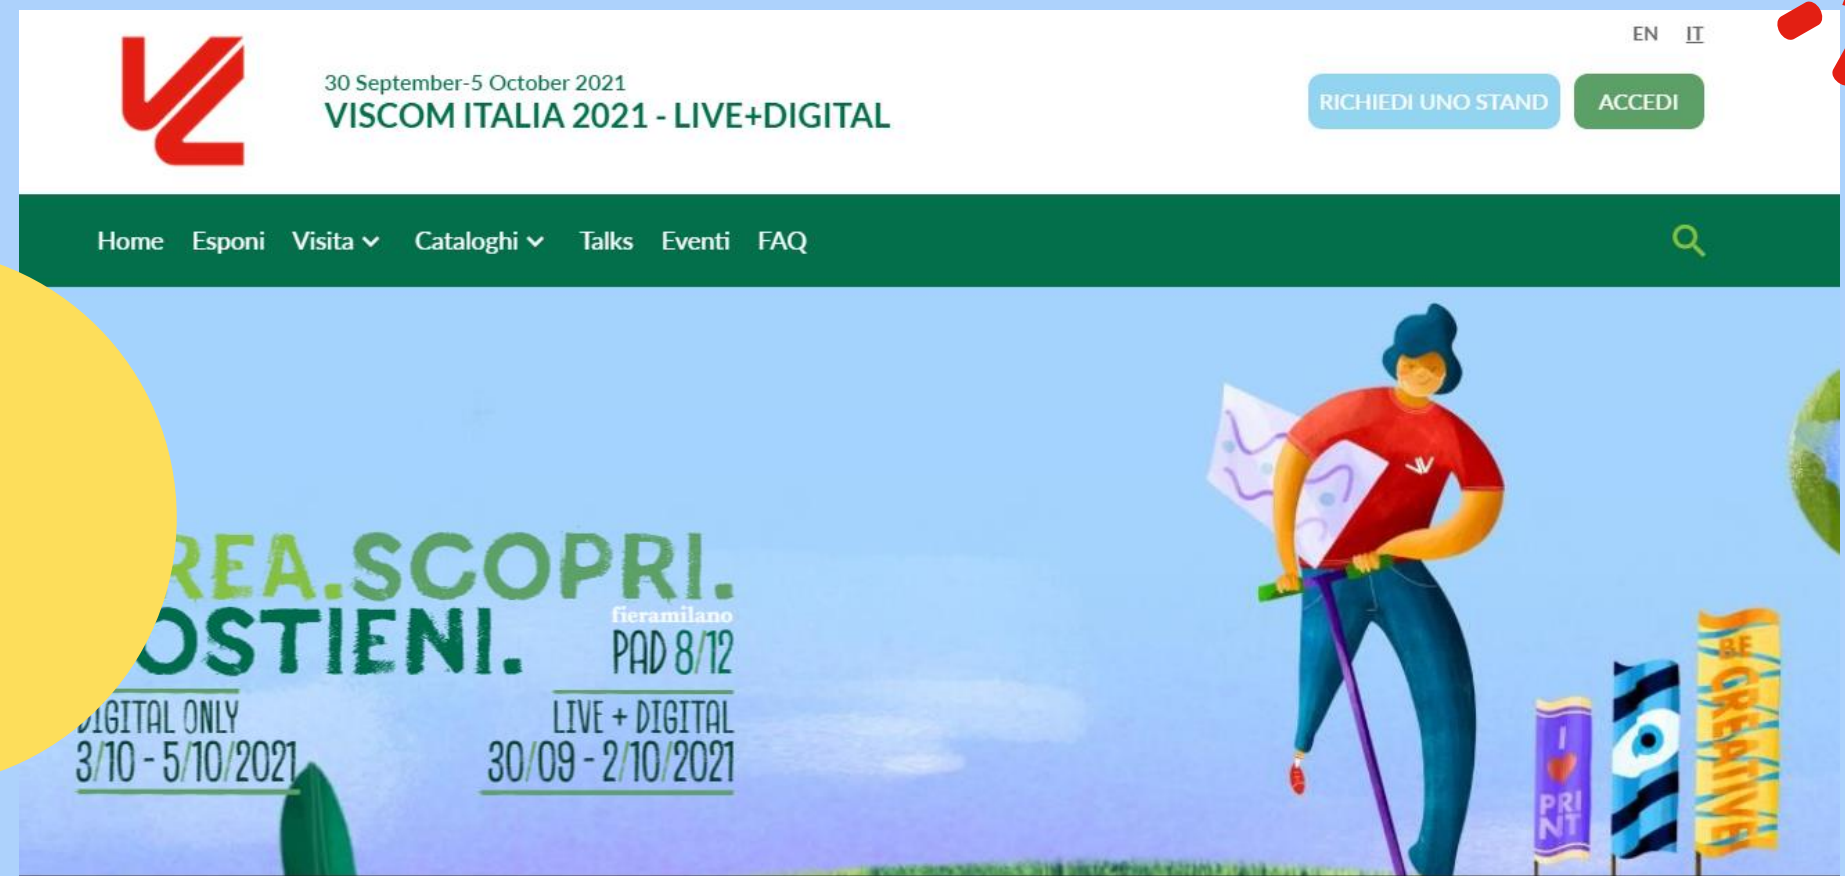 EN IT
30 September-5 October 2021
VISCOM ITALIA 2021 - LIVE+DIGITAL
RICHIEDI UNO STAND
ACCEDI
Home Esponi Visita Cataloghi Talks Eventi FAQ
REA.SCOPRI.
OSTIENI.
fieramilano
PAD 8/12
DIGITAL ONLY
3/10 - 5/10/2021
LIVE + DIGITAL
30/09 - 2/10/2021
I
PRI
NT
BE CREATIVE